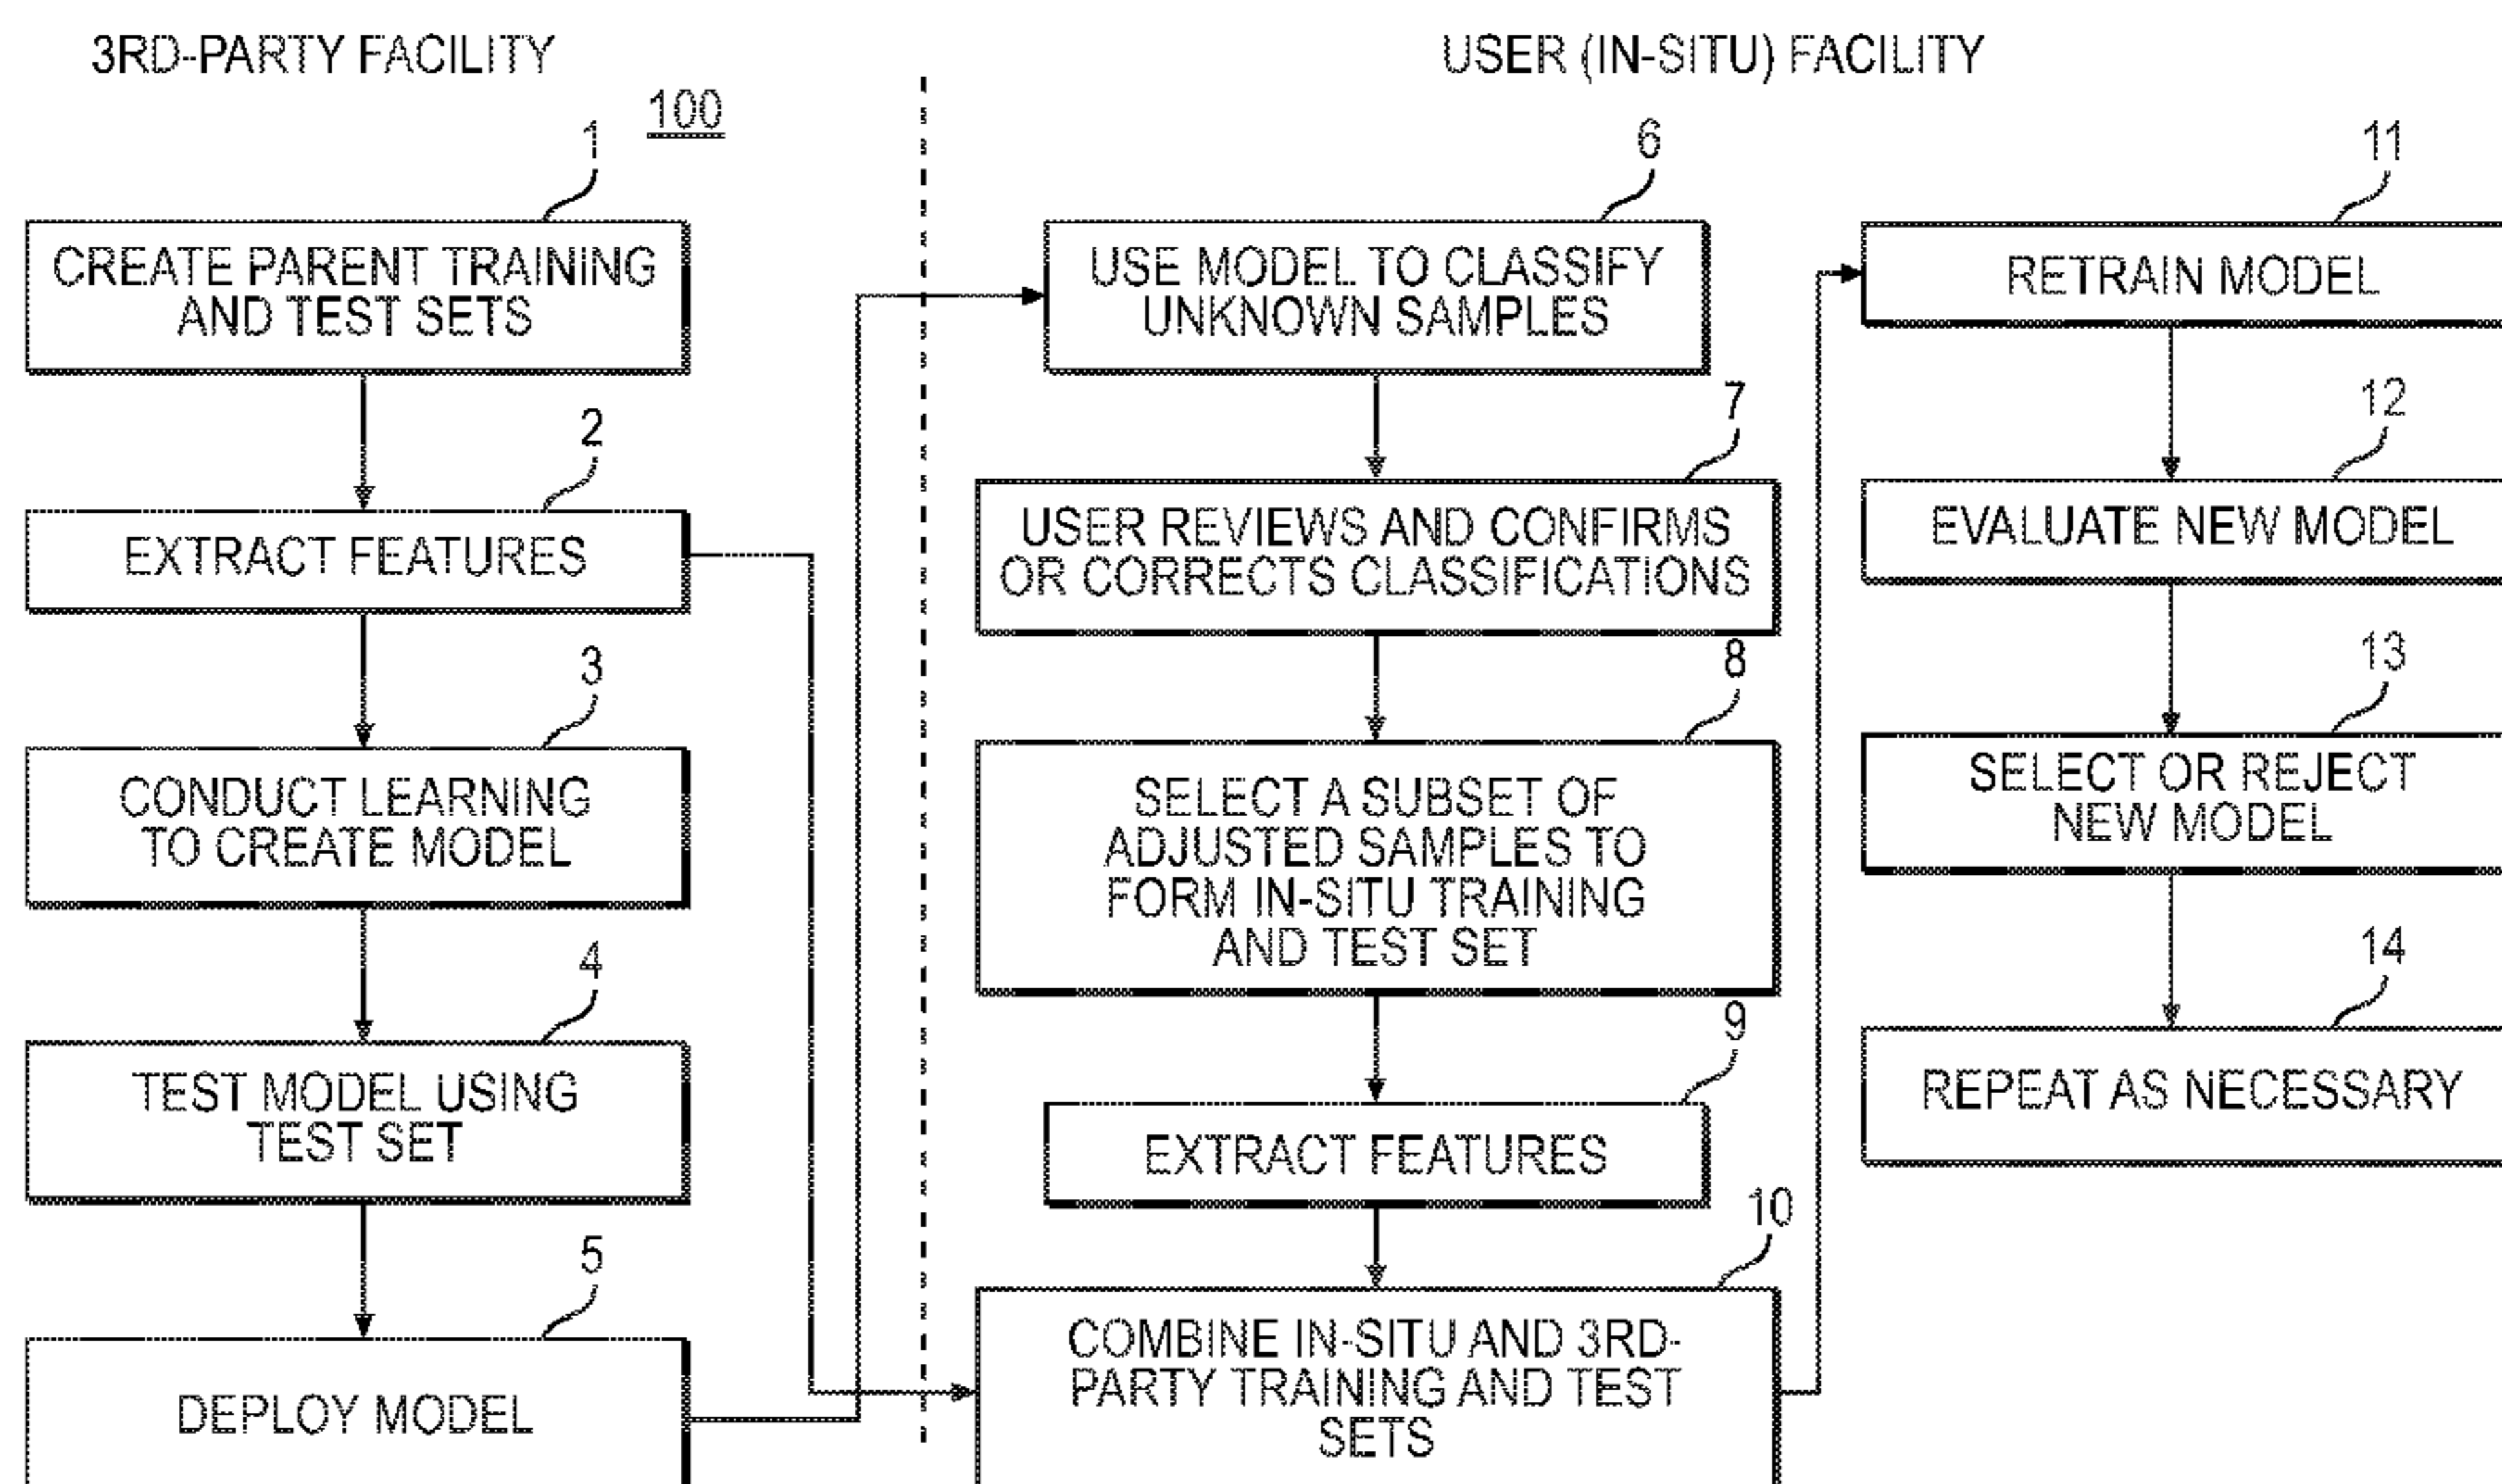 3RD-PARTY FACILITY
100
1
CREATE PARENT TRAINING
AND TEST SETS
2
EXTRACT FEATURES
3
CONDUCT LEARNING
TO CREATE MODEL
4
TEST MODEL USING
TEST SET
5
DEPLOY MODEL
USER (IN-SITU) FACILITY
6
USE MODEL TO CLASSIFY
UNKNOWN SAMPLES
7
USER REVIEWS AND CONFIRMS
OR CORRECTS CLASSIFICATIONS
8
SELECT A SUBSET OF
ADJUSTED SAMPLES TO
FORM IN-SITU TRAINING
AND TEST SET
9
EXTRACT FEATURES
10
COMBINE IN-SITU AND 3RD-
PARTY TRAINING AND TEST
SETS
11
RETRAIN MODEL
12
EVALUATE NEW MODEL
13
SELECT OR REJECT
NEW MODEL
14
REPEAT AS NECESSARY